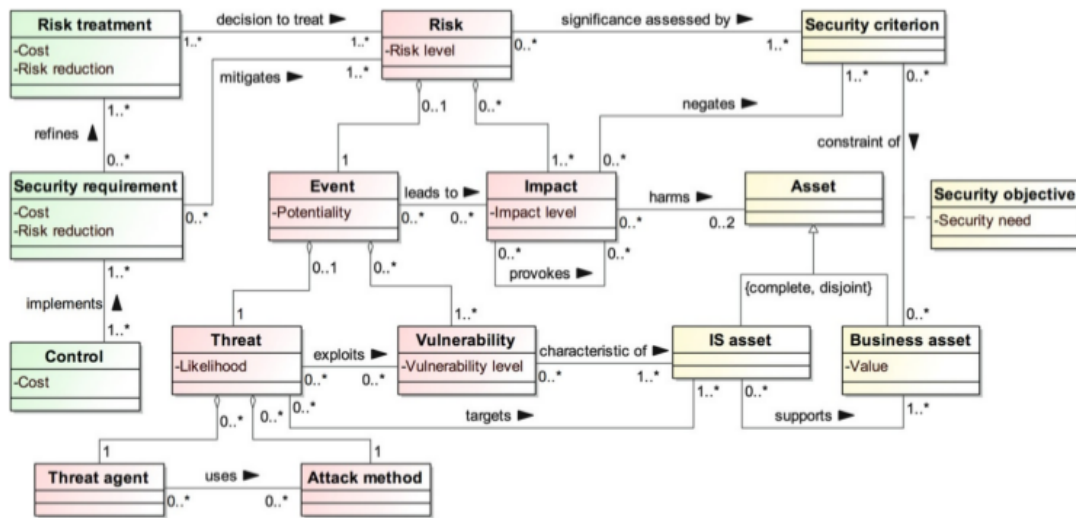 decision to treat
significance assessed by
Risk treatment
-Cost
-Risk reduction
1..*
1..*
Risk
-Risk level
0..*
1..*
Security criterion
mitigates
1..*
1..*
refines
0..*
0..1
0..*
negates
1..*
0..*
constraint of
1
1..*
0..*
Security requirement
-Cost
-Risk reduction
0..*
Event
-Potentiality
leads to
0..*
0..*
Impact
-Impact level
harms
0..*
0..2
Asset
Security objective
-Security need
0..1
0..*
0..*
0..*
provokes
1..*
implements
1..*
{complete, disjoint}
0..*
1
1..*
Control
-Cost
Threat
-Likelihood
exploits
0..*
0..*
Vulnerability
-Vulnerability level
characteristic of
0..*
1..*
IS asset
Business asset
-Value
0..*
0..*
0..*
targets
1..*
0..*
supports
1..*
1
1
Threat agent
uses
0..*
0..*
Attack method